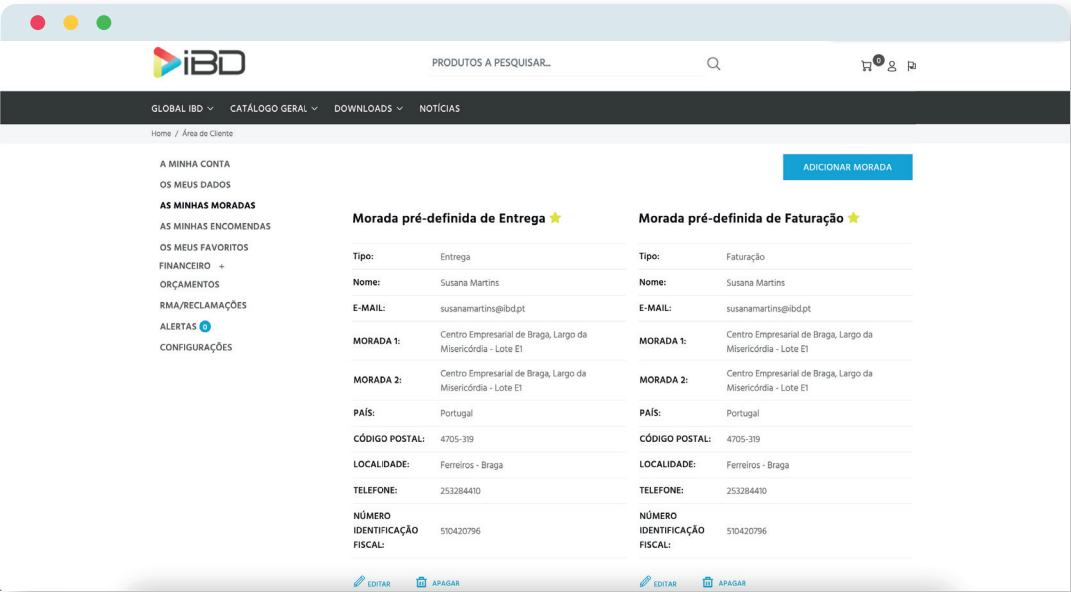 iBD
PRODUTOS A PESQUISAR...
0
GLOBAL IBD
CATÁLOGO GERAL
DOWNLOADS
NOTÍCIAS
Home / Área de Cliente
A MINHA CONTA
OS MEUS DADOS
AS MINHAS MORADAS
AS MINHAS ENCOMENDAS
OS MEUS FAVORITOS
FINANCEIRO +
ORÇAMENTOS
RMA/RECLAMAÇÕES
ALERTAS 0
CONFIGURAÇÕES
ADICIONAR MORADA
Morada pré-definida de Entrega
Tipo: Entrega
Nome: Susana Martins
E-MAIL: susanamartins@ibd.pt
MORADA 1: Centro Empresarial de Braga, Largo da
Misericórdia - Lote E1
MORADA 2: Centro Empresarial de Braga, Largo da
Misericórdia - Lote E1
PAÍS: Portugal
CÓDIGO POSTAL: 4705-319
LOCALIDADE: Ferreiros - Braga
TELEFONE: 253284410
NÚMERO
IDENTIFICAÇÃO 510420796
FISCAL:
EDITAR APAGAR
Morada pré-definida de Faturação
Tipo: Faturação
Nome: Susana Martins
E-MAIL: susanamartins@ibd.pt
MORADA 1: Centro Empresarial de Braga, Largo da
Misericórdia - Lote E1
MORADA 2: Centro Empresarial de Braga, Largo da
Misericórdia - Lote E1
PAÍS: Portugal
CÓDIGO POSTAL: 4705-319
LOCALIDADE: Ferreiros - Braga
TELEFONE: 253284410
NÚMERO
IDENTIFICAÇÃO 510420796
FISCAL:
EDITAR APAGAR